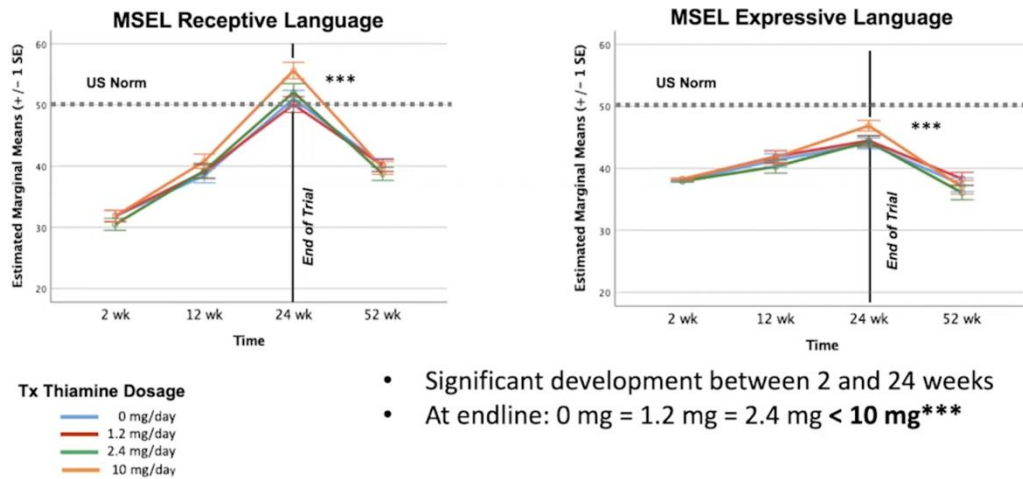 MSEL Receptive Language
Estimated Marginal Means (+/- 1 SE)
60
50
40
30
20
US Norm
***
End of Trial
2 wk 12 wk 24 wk 52 wk
Time
MSEL Expressive Language
Estimated Marginal Means (+/- 1 SE)
60
50
40
30
20
US Norm
***
End of Trial
2 wk 12 wk 24 wk 52 wk
Time
Tx Thiamine Dosage
0 mg/day
1.2 mg/day
2.4 mg/day
10 mg/day
• Significant development between 2 and 24 weeks
• At endline: 0 mg = 1.2 mg = 2.4 mg < 10 mg***